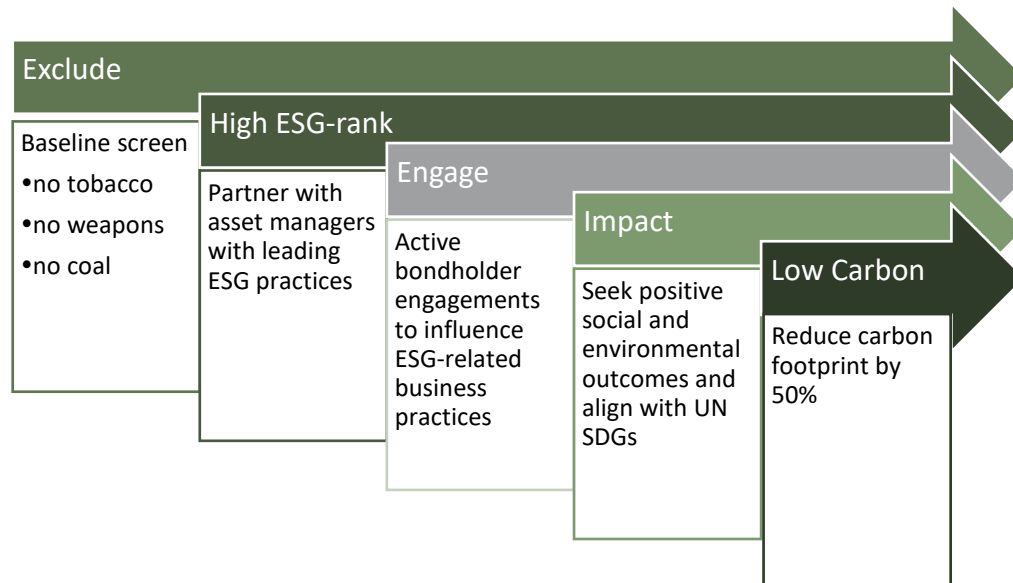 Exclude
Baseline screen
•no tobacco
•no weapons
•no coal
High ESG-rank
Partner with
asset managers
with leading
ESG practices
Engage
Active
bondholder
engagements
to influence
ESG-related
business
practices
Impact
Seek positive
social and
environmental
outcomes and
align with UN
SDGs
Low Carbon
Reduce carbon
footprint by
50%